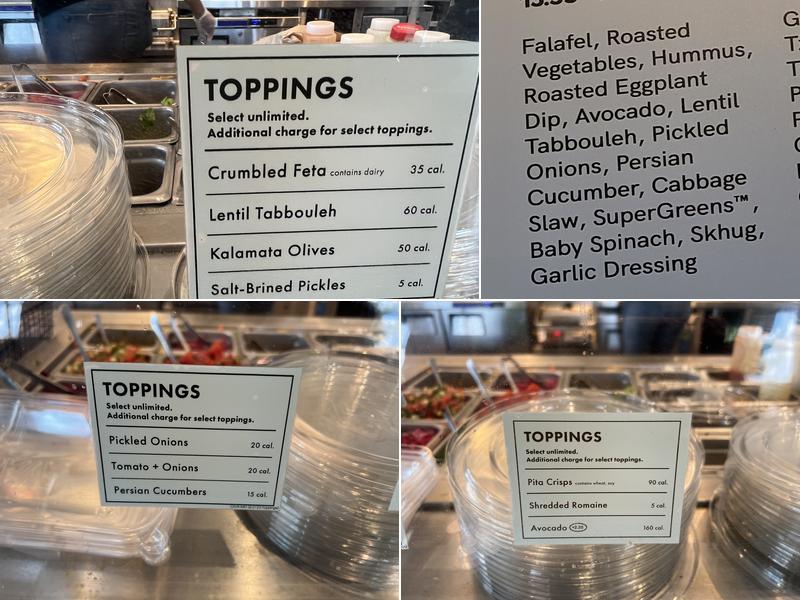 TOPPINGS
Select unlimited.
Additional charge for select toppings.
Crumbled Feta contains dairy 35 cal.
Lentil Tabbouleh 60 cal.
Kalamata Olives 50 cal.
Salt-Brined Pickles 5 cal.
Falafel, Roasted
Vegetables, Hummus,
Roasted Eggplant
Dip, Avocado, Lentil
Tabbouleh, Pickled
Onions, Persian
Cucumber, Cabbage
Slaw, SuperGreens™,
Baby Spinach, Skhug,
Garlic Dressing
TOPPINGS
Select unlimited.
Additional charge for select toppings.
Pickled Onions 20 cal.
Tomato + Onions 20 cal.
Persian Cucumbers 15 cal.
TOPPINGS
Select unlimited.
Additional charge for select toppings.
Pita Crisps contains wheat, soy 90 cal.
Shredded Romaine 5 cal.
Avocado 160 cal.